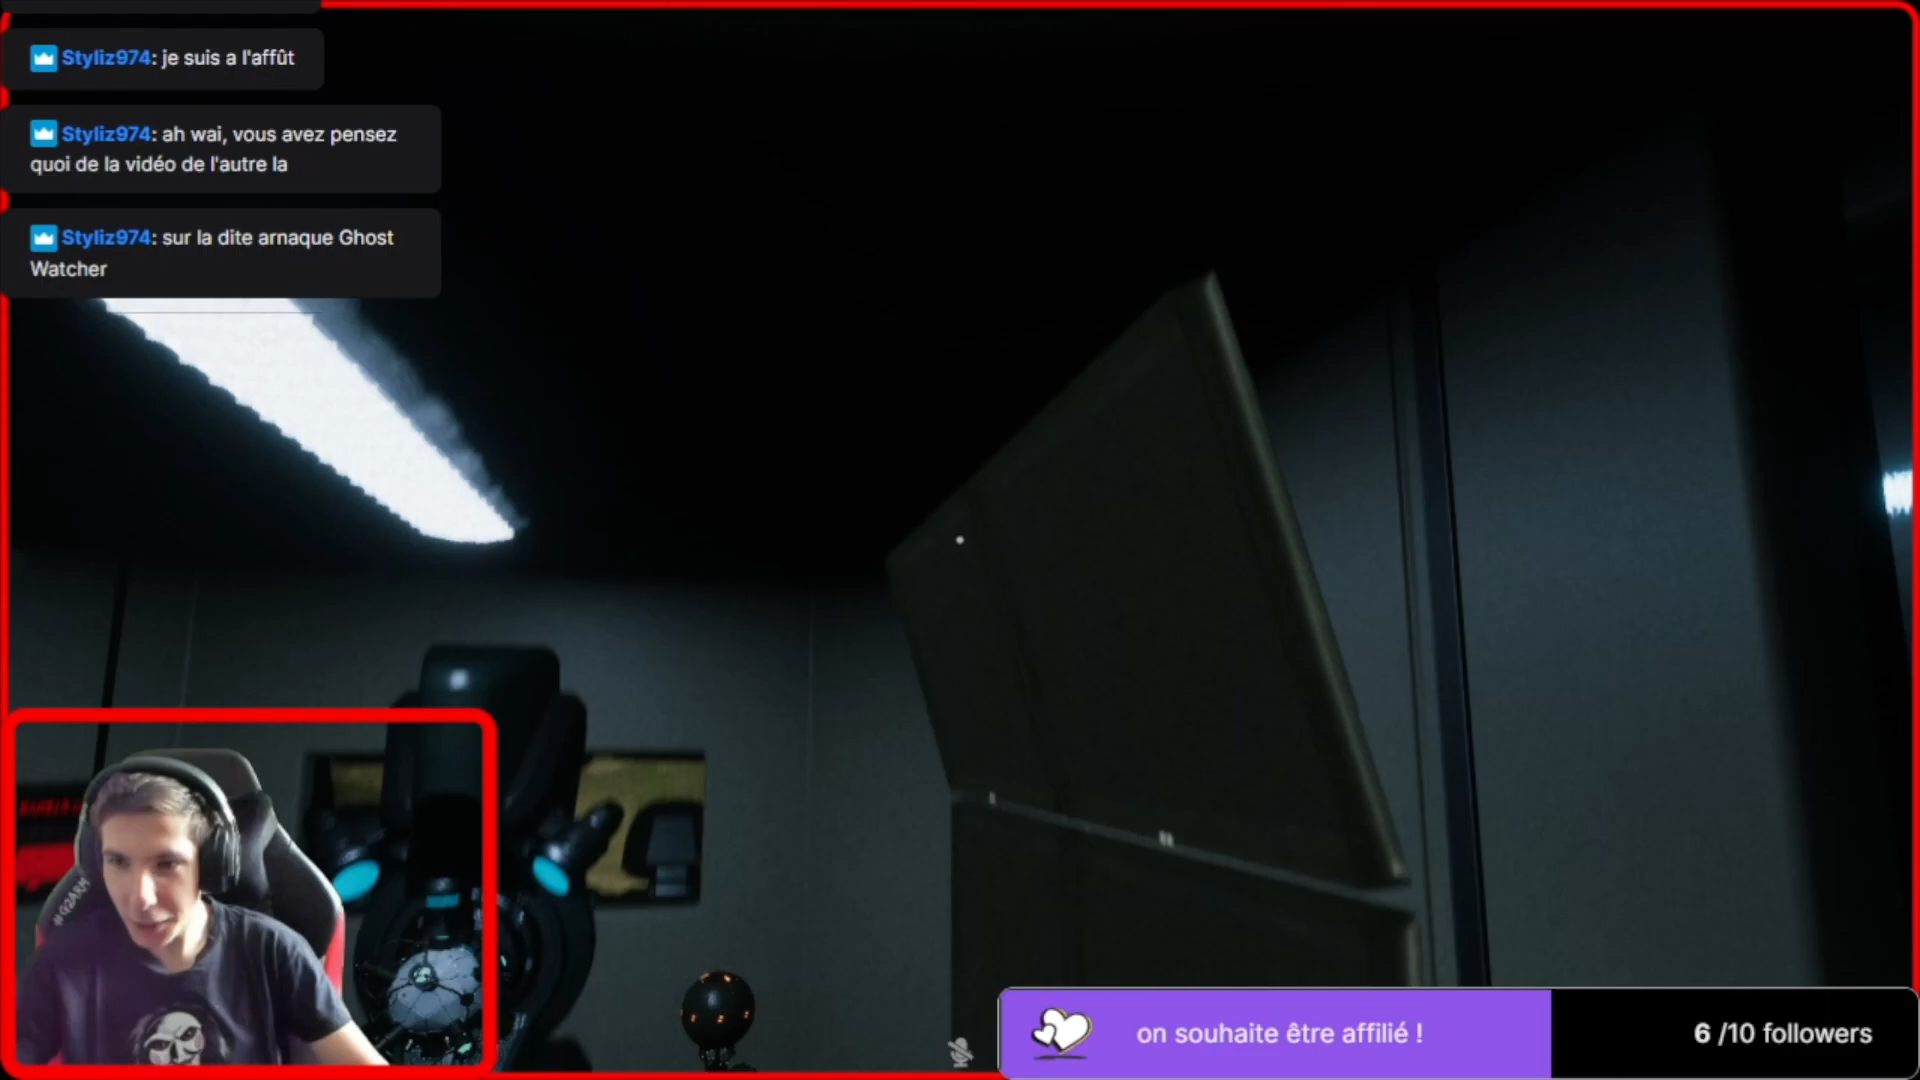 Styliz974: je suis a l'affût
Styliz974: ah wai, vous avez pensez
quoi de la vidéo de l'autre la
Styliz974: sur la dite arnaque Ghost
Watcher
#G2ARM
on souhaite être affilié !
6 /10 followers